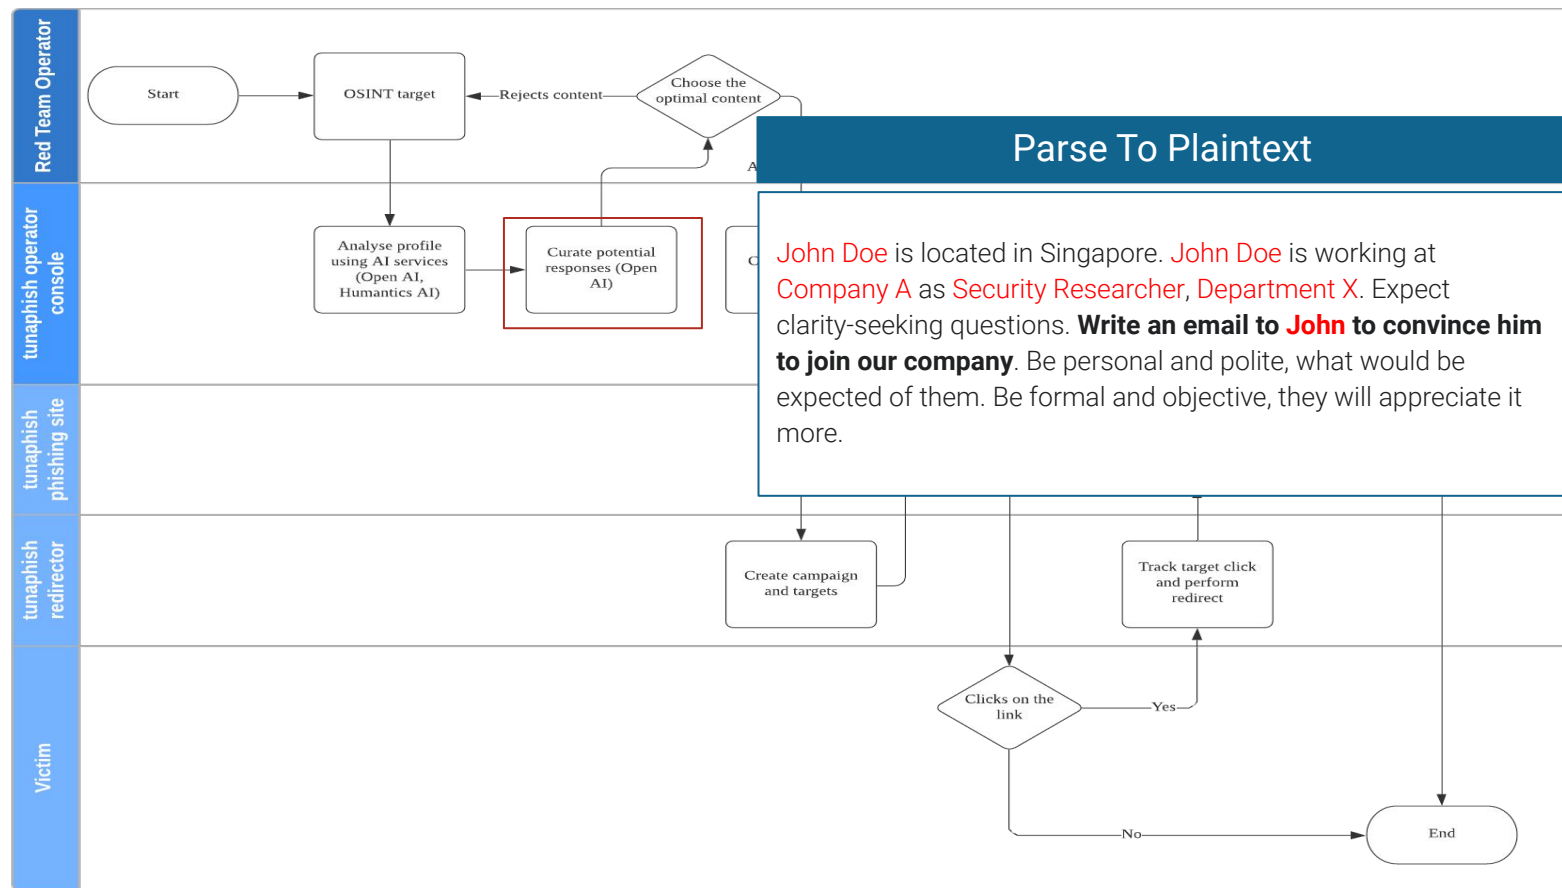 Red Team Operator
Start
OSINT target
Rejects content
Choose the
optimal content
A
Parse To Plaintext
John Doe is located in Singapore. John Doe is working at
Company A as Security Researcher, Department X. Expect
clarity-seeking questions. Write an email to John to convince him
to join our company. Be personal and polite, what would be
expected of them. Be formal and objective, they will appreciate it
more.
tunaphish operator
console
Analyse profile
using AI services
(Open AI,
Humantics AI)
Curate potential
responses (Open
AI)
C
tunaphish
phishing site
tunaphish
redirector
Create campaign
and targets
Track target click
and perform
redirect
Victim
Clicks on the
link
Yes
No
End